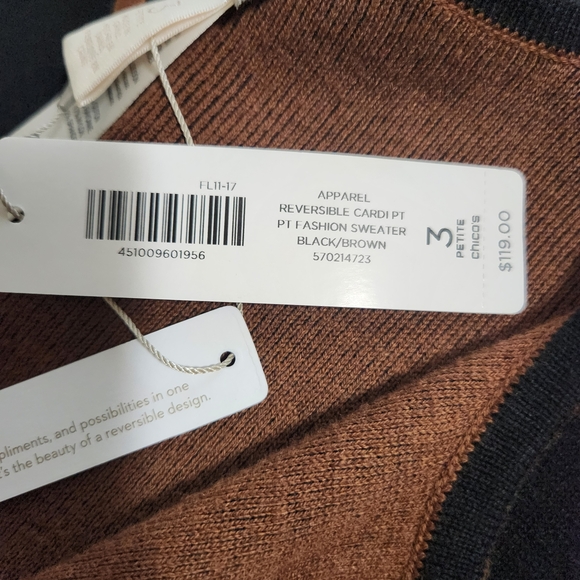 FL11-17
451009601956
APPAREL
REVERSIBLE CARDI PT
PT FASHION SWEATER
BLACK/BROWN
570214723
3
PETITE
chico's
$119.00
pliments, and possibilities in one
's the beauty of a reversible design.